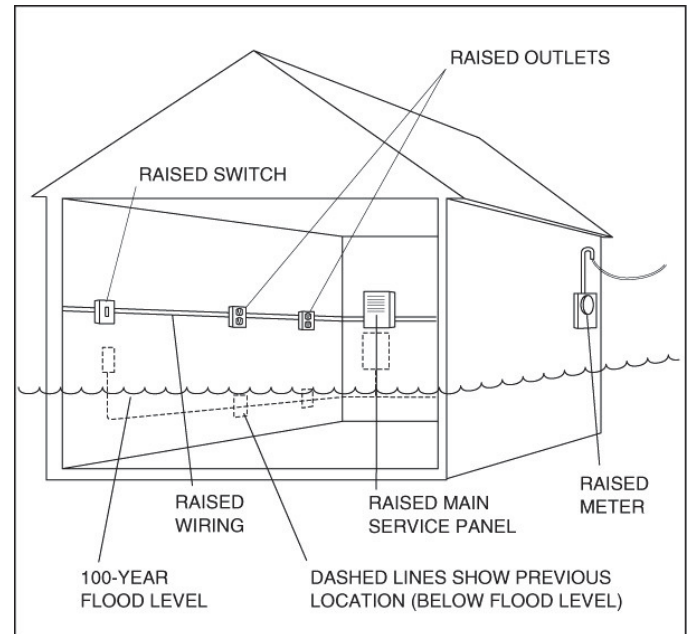 RAISED OUTLETS
RAISED SWITCH
RAISED
WIRING
RAISED MAIN
SERVICE PANEL
RAISED
METER
100-YEAR
FLOOD LEVEL
DASHED LINES SHOW PREVIOUS
LOCATION (BELOW FLOOD LEVEL)